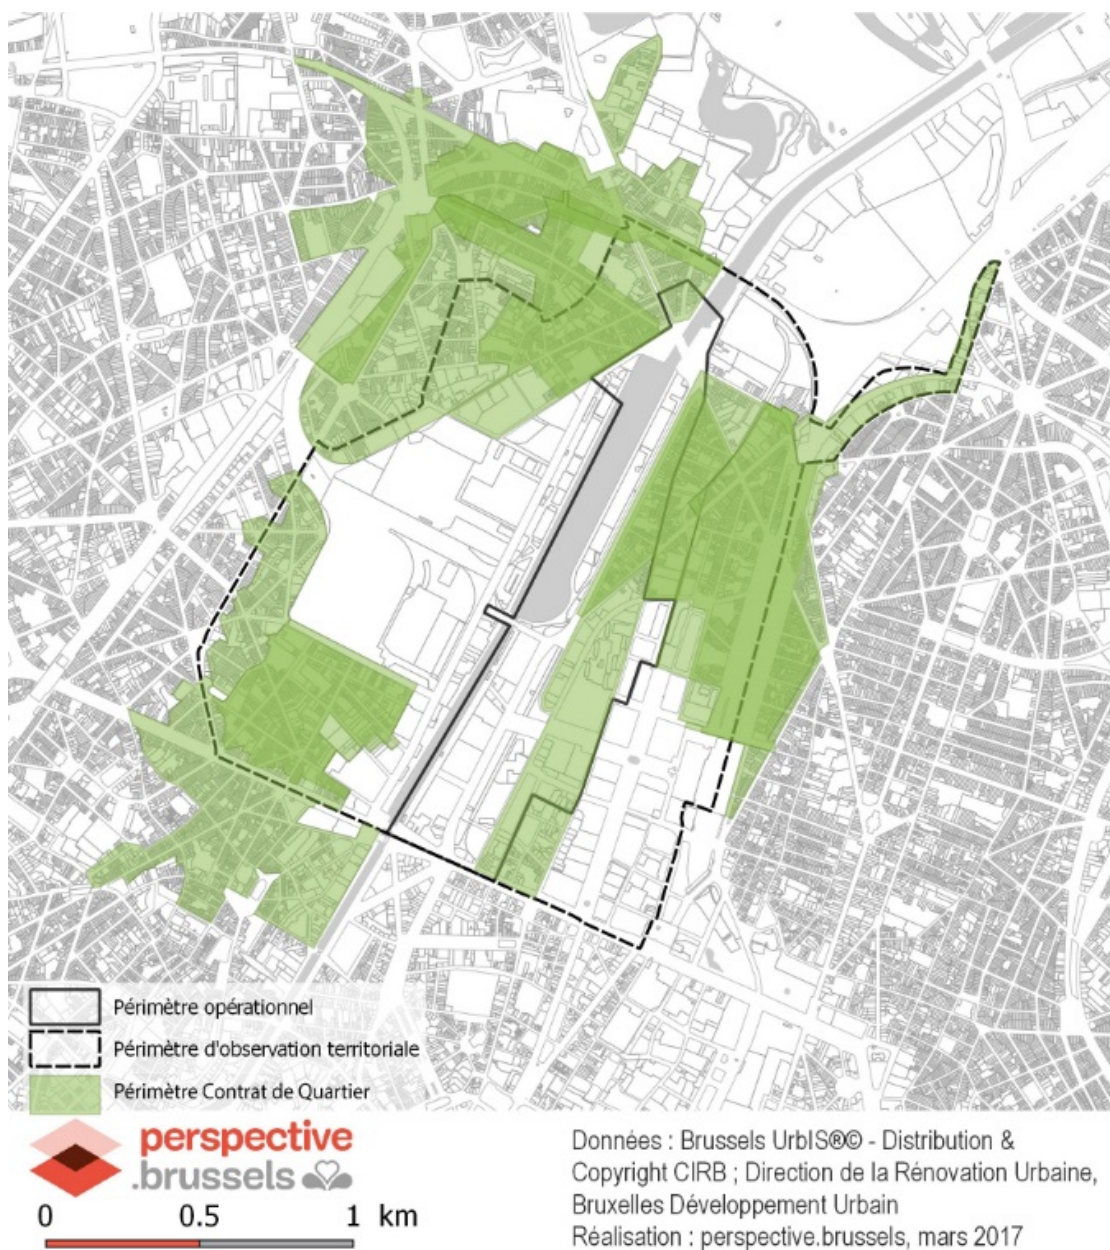 Périmètre opérationnel
Périmètre d'observation territoriale
Périmètre Contrat de Quartier
perspective
.brussels
0 0.5 1 km
Données : Brussels UrbIS®© - Distribution &
Copyright CIRB ; Direction de la Rénovation Urbaine,
Bruxelles Développement Urbain
Réalisation : perspective.brussels, mars 2017